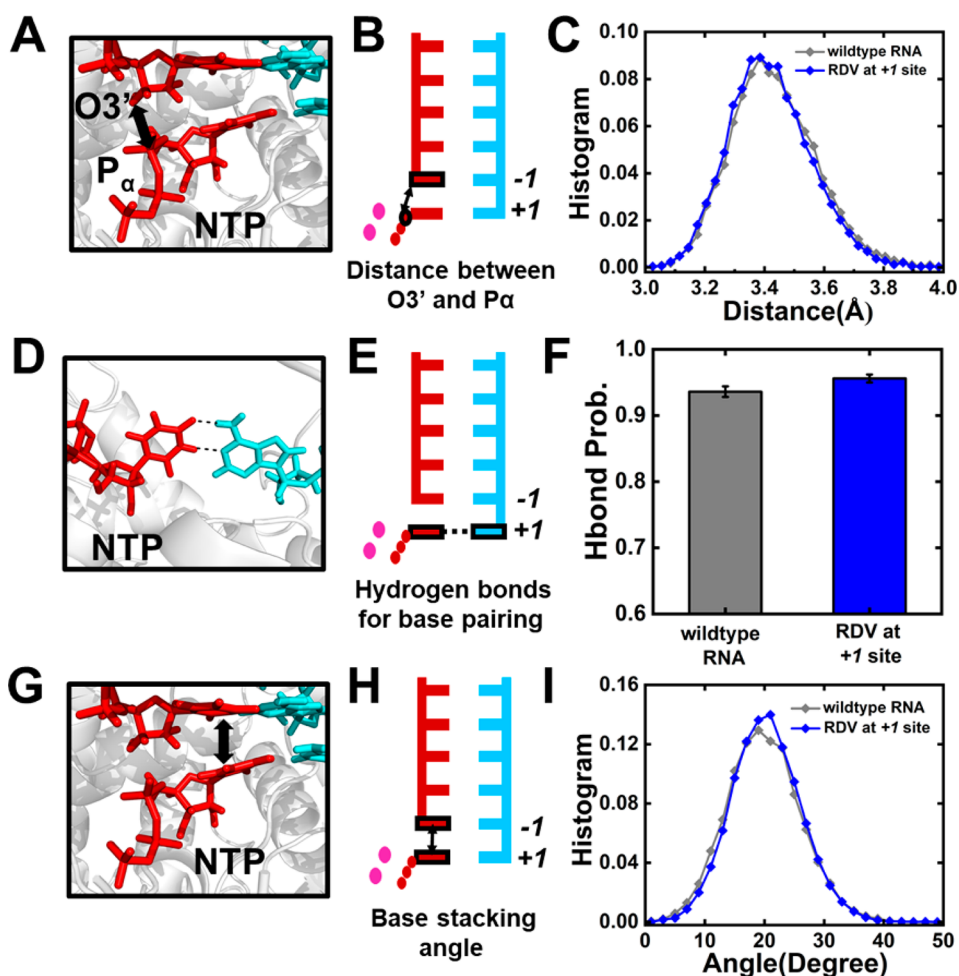 A
O3'
Pα
NTP
B
-1
+1
Distance between
O3' and Pα
C
0.10
0.08
0.06
0.04
0.02
0.00
Histogram
wildtype RNA
RDV at +1 site
3.0
3.2
3.4
3.6
3.8
4.0
Distance(Å)
D
NTP
E
-1
+1
Hydrogen bonds
for base pairing
F
1.0
0.9
0.8
0.7
0.6
Hbond Prob.
wildtype
RNA
RDV at
+1 site
G
NTP
H
-1
+1
Base stacking
angle
I
0.16
0.12
0.08
0.04
0.00
Histogram
wildtype RNA
RDV at +1 site
0
10
20
30
40
50
Angle(Degree)